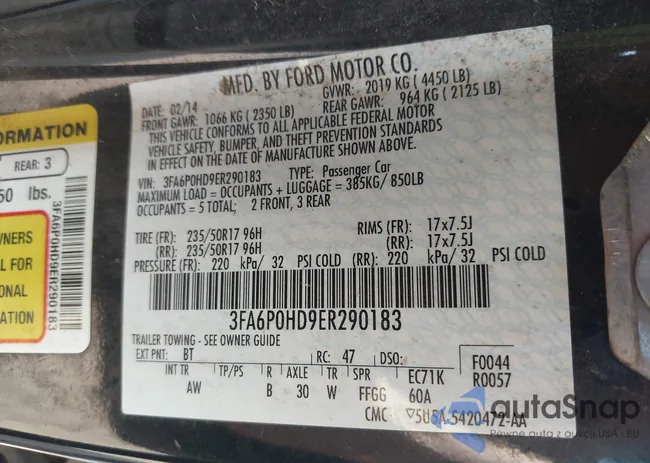 MFD. BY FORD MOTOR CO.
DATE: 02/14 GVWR: 2019 KG ( 4450 LB)
FRONT GAWR: 1066 KG ( 2350 LB) REAR GAWR: 964 KG ( 2125 LB)
THIS VEHICLE CONFORMS TO ALL APPLICABLE FEDERAL MOTOR
VEHICLE SAFETY, BUMPER, AND THEFT PREVENTION STANDARDS
IN EFFECT ON THE DATE OF MANUFACTURE SHOWN ABOVE.
VIN: 3FA6P0HD9ER290183 TYPE: Passenger Car
MAXIMUM LOAD = OCCUPANTS + LUGGAGE = 385KG/ 850LB
OCCUPANTS = 5 TOTAL; 2 FRONT, 3 REAR
TIRE (FR): 235/50R17 96H RIMS (FR): 17x7.5J
(RR): 235/50R17 96H (RR): 17x7.5J
PRESSURE (FR): 220 kPa/ 32 PSI COLD (RR): 220 kPa/ 32 PSI COLD
3FA6P0HD9ER290183
TRAILER TOWING - SEE OWNER GUIDE
EXT PNT: BT RC: 47 DSO: F0044
INT TR TP/PS R AXLE TR SPR EC71K R0057
AW B 30 W FFGG 60A
CMC 5420472-AA
ORMATION
REAR: 3
50 lbs.
WNERS
L FOR
ONAL
ATION
3FA6P0HD9ER290183
autoSnap
Pewne auta z aukcji USA - EU